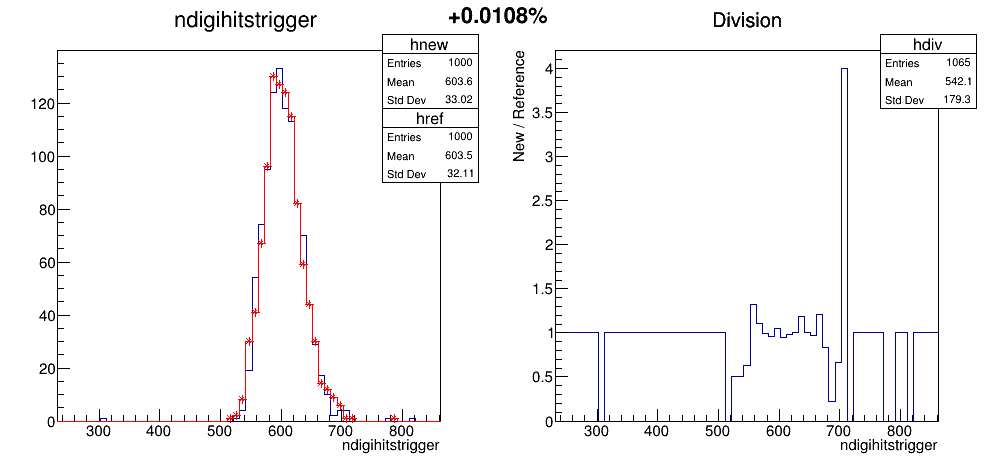 ndigihitstrigger
+0.0108%
Division
hnew
Entries 1000
Mean 603.6
Std Dev 33.02
href
Entries 1000
Mean 603.5
Std Dev 32.11
120
100
80
60
40
20
0
300 400 500 600 700 800
ndigihitstrigger
hdiv
Entries 1065
Mean 542.1
Std Dev 179.3
New / Reference
4
3.5
3
2.5
2
1.5
1
0.5
0
300 400 500 600 700 800
ndigihitstrigger